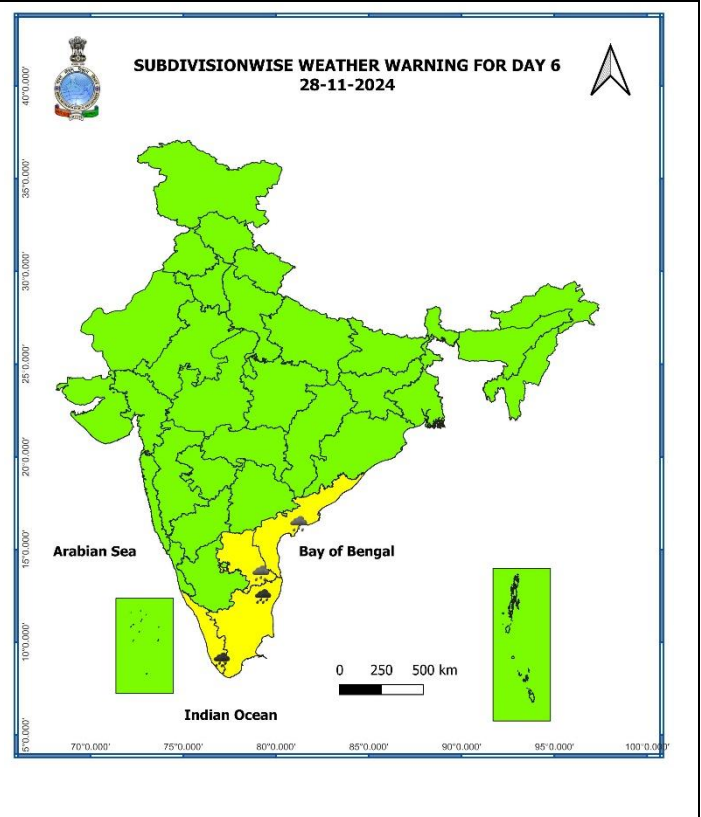 SUBDIVISIONWISE WEATHER WARNING FOR DAY 6
28-11-2024
40°0.000'
35°0.000'
30°0.000'
25°0.000'
20°0.000'
15°0.000'
10°0.000'
5°0.000'
Arabian Sea
Bay of Bengal
0 250 500 km
Indian Ocean
70°0.000' 75°0.000' 80°0.000' 85°0.000' 90°0.000' 95°0.000' 100°0.000'